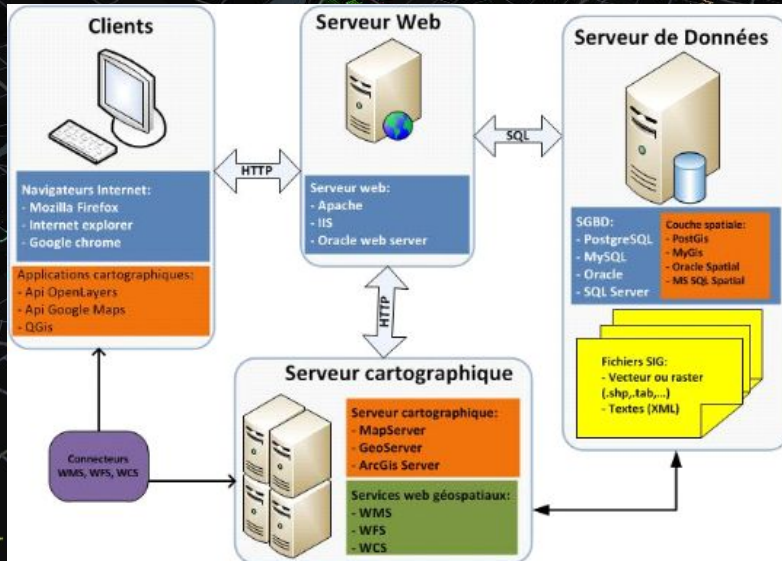 Clients
Navigateurs Internet:
- Mozilla Firefox
- Internet explorer
- Google chrome
Applications cartographiques:
- Api OpenLayers
- Api Google Maps
- QGis
HTTP
Serveur Web
Serveur web:
- Apache
- IIS
- Oracle web server
SQL
Serveur de Données
SGBD:
- PostgreSQL
- MySQL
- Oracle
- SQL Server
Couche spatiale:
- PostGis
- MyGis
- Oracle Spatial
- MS SQL Spatial
Fichiers SIG:
- Vecteur ou raster
(.shp,.tab,...)
- Textes (XML)
HTTP
Serveur cartographique
Serveur cartographique:
- MapServer
- GeoServer
- ArcGis Server
Services web géospatiaux:
- WMS
- WFS
- WCS
Connecteurs
WMS, WFS, WCS